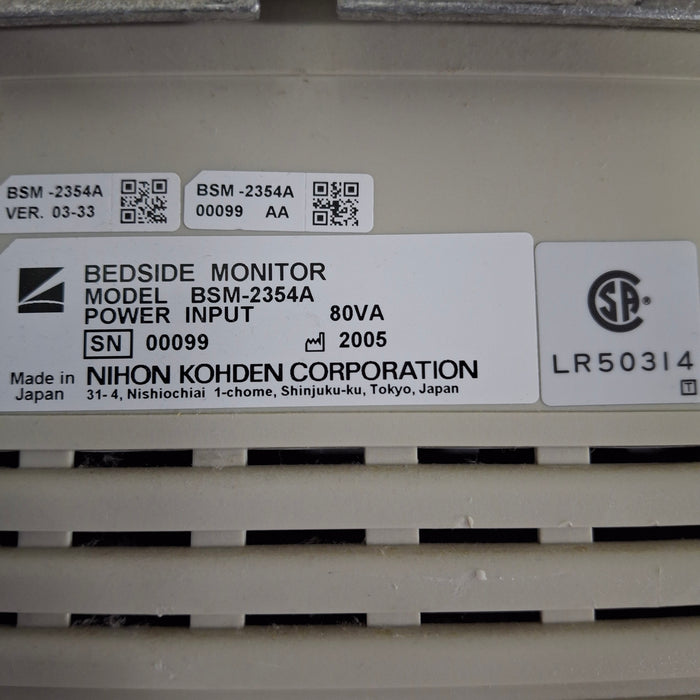 BSM -2354A
VER. 03-33
BSM -2354A
00099 AA
BEDSIDE MONITOR
MODEL BSM-2354A
POWER INPUT 80VA
SN 00099 2005
Made in Japan NIHON KOHDEN CORPORATION
31- 4, Nishiochiai 1-chome, Shinjuku-ku, Tokyo, Japan
CSA®
LR50314
T